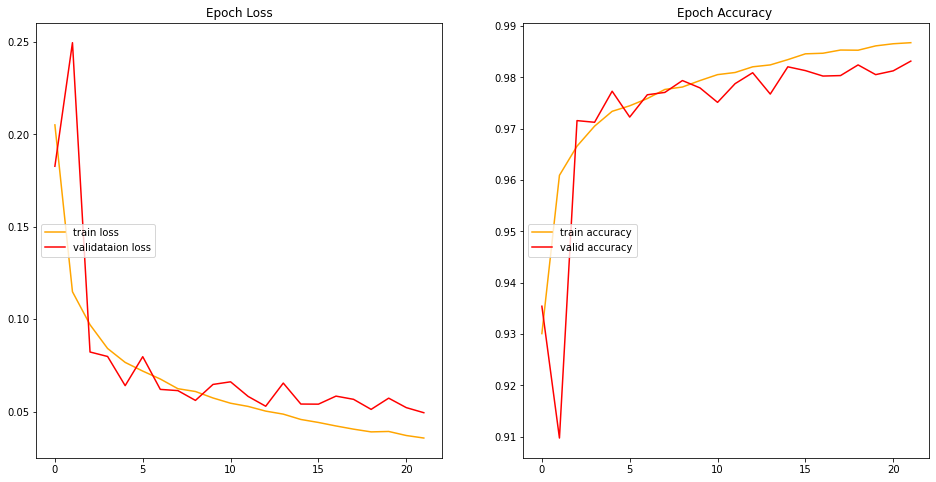 Epoch Loss
0.25
0.20
0.15
0.10
0.05
train loss
validataion loss
0 5 10 15 20
Epoch Accuracy
0.99
0.98
0.97
0.96
0.95
0.94
0.93
0.92
0.91
train accuracy
valid accuracy
0 5 10 15 20